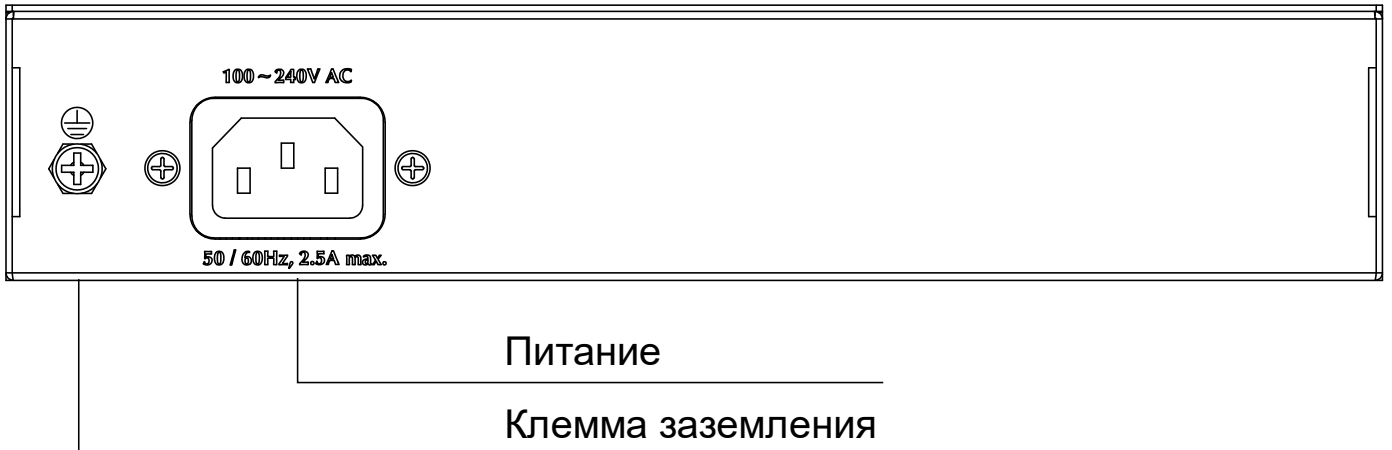 100~240V AC
50 / 60Hz, 2.5A max.
Питание
Клемма заземления